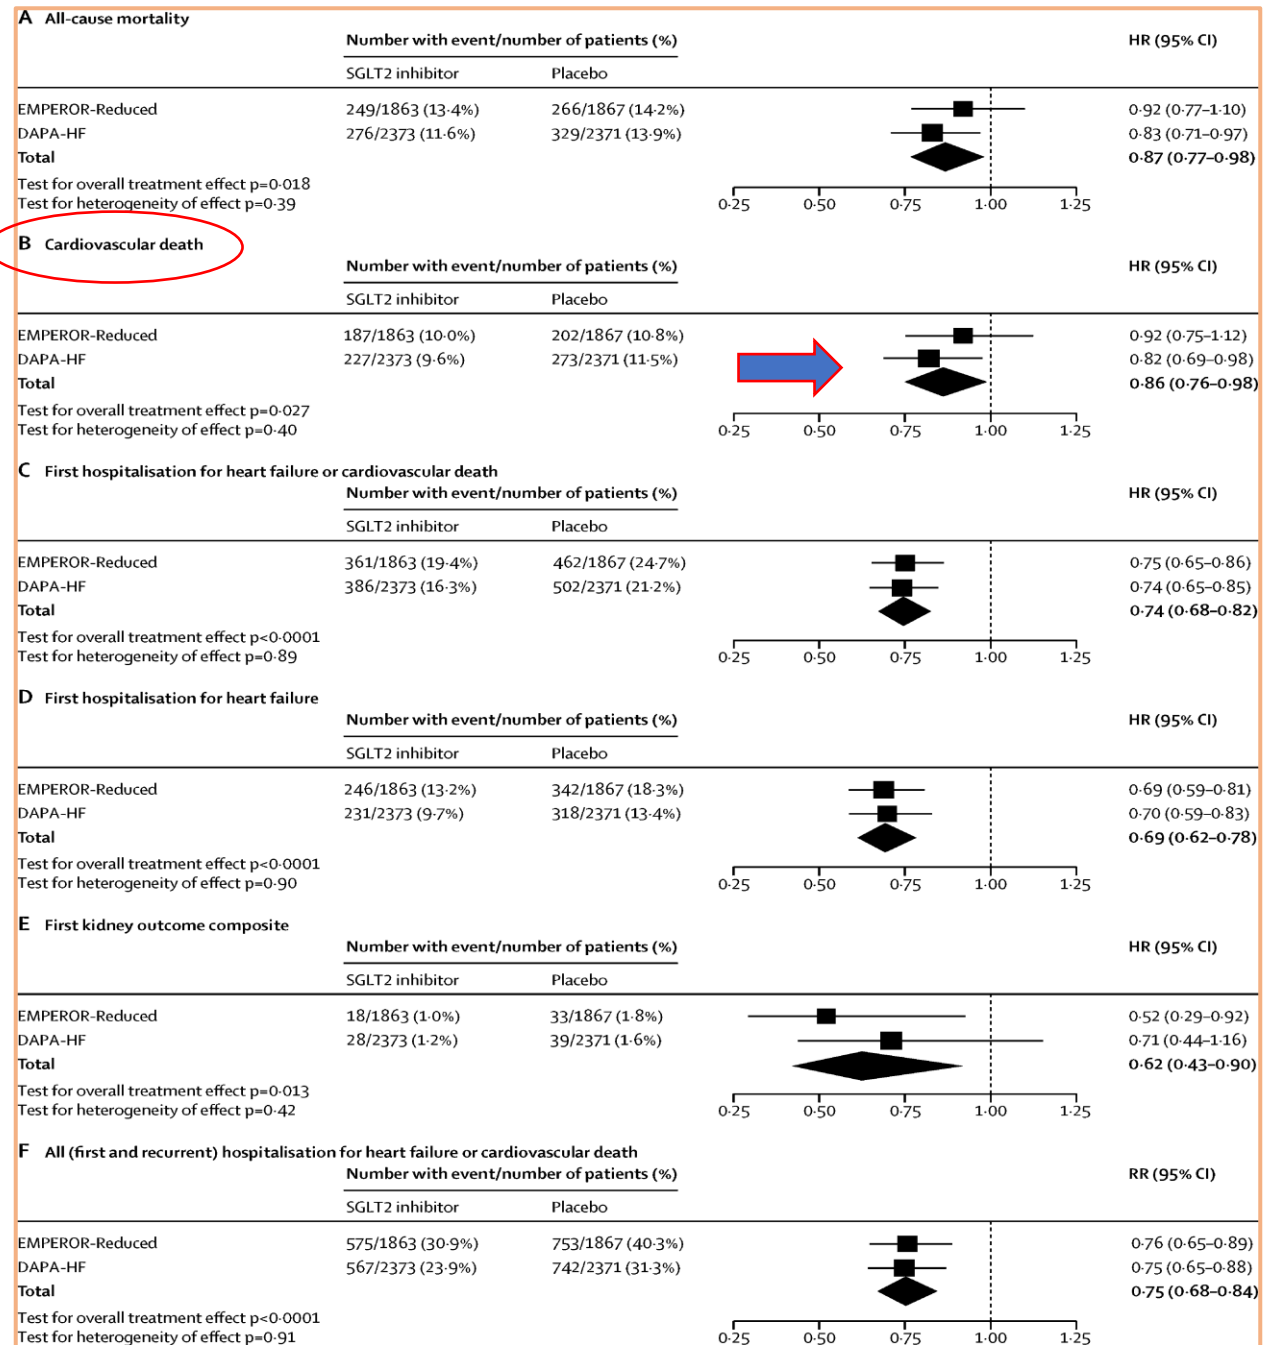 A All-cause mortality
Number with event/number of patients (%) HR (95% CI)
SGLT2 inhibitor Placebo
EMPEROR-Reduced 249/1863 (13·4%) 266/1867 (14·2%) 0·92 (0·77–1·10)
DAPA-HF 276/2373 (11·6%) 329/2371 (13·9%) 0·83 (0·71–0·97)
Total 0·87 (0·77–0·98)
Test for overall treatment effect p=0·018
Test for heterogeneity of effect p=0·39
0·25 0·50 0·75 1·00 1·25
B Cardiovascular death
Number with event/number of patients (%) HR (95% CI)
SGLT2 inhibitor Placebo
EMPEROR-Reduced 187/1863 (10·0%) 202/1867 (10·8%) 0·92 (0·75–1·12)
DAPA-HF 227/2373 (9·6%) 273/2371 (11·5%) 0·82 (0·69–0·98)
Total 0·86 (0·76–0·98)
Test for overall treatment effect p=0·027
Test for heterogeneity of effect p=0·40
0·25 0·50 0·75 1·00 1·25
C First hospitalisation for heart failure or cardiovascular death
Number with event/number of patients (%) HR (95% CI)
SGLT2 inhibitor Placebo
EMPEROR-Reduced 361/1863 (19·4%) 462/1867 (24·7%) 0·75 (0·65–0·86)
DAPA-HF 386/2373 (16·3%) 502/2371 (21·2%) 0·74 (0·65–0·85)
Total 0·74 (0·68–0·82)
Test for overall treatment effect p<0·0001
Test for heterogeneity of effect p=0·89
0·25 0·50 0·75 1·00 1·25
D First hospitalisation for heart failure
Number with event/number of patients (%) HR (95% CI)
SGLT2 inhibitor Placebo
EMPEROR-Reduced 246/1863 (13·2%) 342/1867 (18·3%) 0·69 (0·59–0·81)
DAPA-HF 231/2373 (9·7%) 318/2371 (13·4%) 0·70 (0·59–0·83)
Total 0·69 (0·62–0·78)
Test for overall treatment effect p<0·0001
Test for heterogeneity of effect p=0·90
0·25 0·50 0·75 1·00 1·25
E First kidney outcome composite
Number with event/number of patients (%) HR (95% CI)
SGLT2 inhibitor Placebo
EMPEROR-Reduced 18/1863 (1·0%) 33/1867 (1·8%) 0·52 (0·29–0·92)
DAPA-HF 28/2373 (1·2%) 39/2371 (1·6%) 0·71 (0·44–1·16)
Total 0·62 (0·43–0·90)
Test for overall treatment effect p=0·013
Test for heterogeneity of effect p=0·42
0·25 0·50 0·75 1·00 1·25
F All (first and recurrent) hospitalisation for heart failure or cardiovascular death
Number with event/number of patients (%) RR (95% CI)
SGLT2 inhibitor Placebo
EMPEROR-Reduced 575/1863 (30·9%) 753/1867 (40·3%) 0·76 (0·65–0·89)
DAPA-HF 567/2373 (23·9%) 742/2371 (31·3%) 0·75 (0·65–0·88)
Total 0·75 (0·68–0·84)
Test for overall treatment effect p<0·0001
Test for heterogeneity of effect p=0·91
0·25 0·50 0·75 1·00 1·25